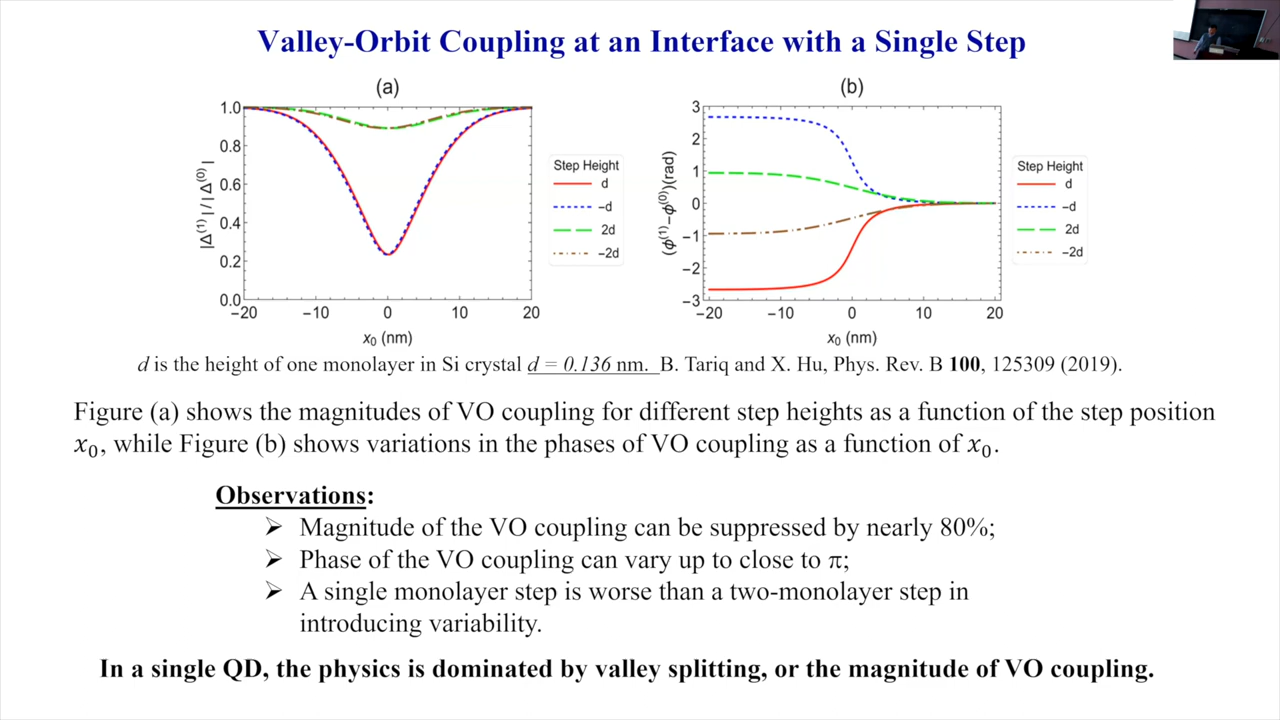 Valley-Orbit Coupling at an Interface with a Single Step
(a)
1.0
0.8
0.6
0.4
0.2
0.0
|Δ⁽¹⁾| / |Δ⁽⁰⁾|
−20 −10 0 10 20
x₀ (nm)
Step Height
d
−d
2d
−2d
(b)
3
2
1
0
−1
−2
−3
(ϕ⁽¹⁾−ϕ⁽⁰⁾)(rad)
−20 −10 0 10 20
x₀ (nm)
Step Height
d
−d
2d
−2d
d is the height of one monolayer in Si crystal d = 0.136 nm. B. Tariq and X. Hu, Phys. Rev. B 100, 125309 (2019).
Figure (a) shows the magnitudes of VO coupling for different step heights as a function of the step position
x₀, while Figure (b) shows variations in the phases of VO coupling as a function of x₀.
Observations:
➢ Magnitude of the VO coupling can be suppressed by nearly 80%;
➢ Phase of the VO coupling can vary up to close to π;
➢ A single monolayer step is worse than a two-monolayer step in
introducing variability.
In a single QD, the physics is dominated by valley splitting, or the magnitude of VO coupling.